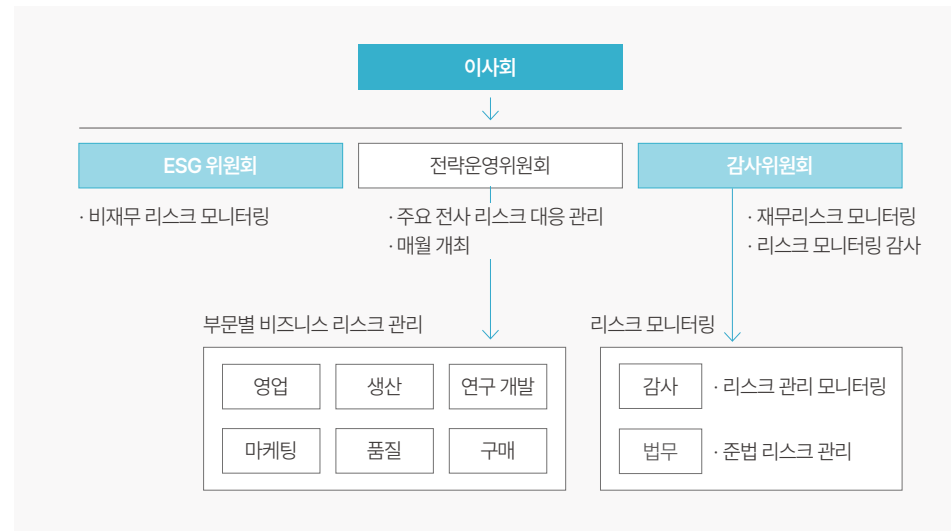 이사회
ESG 위원회
전략운영위원회
감사위원회
· 비재무 리스크 모니터링
· 주요 전사 리스크 대응 관리
· 매월 개최
· 재무리스크 모니터링
· 리스크 모니터링 감사
부문별 비즈니스 리스크 관리
영업
생산
연구 개발
마케팅
품질
구매
리스크 모니터링
감사
· 리스크 관리 모니터링
법무
· 준법 리스크 관리